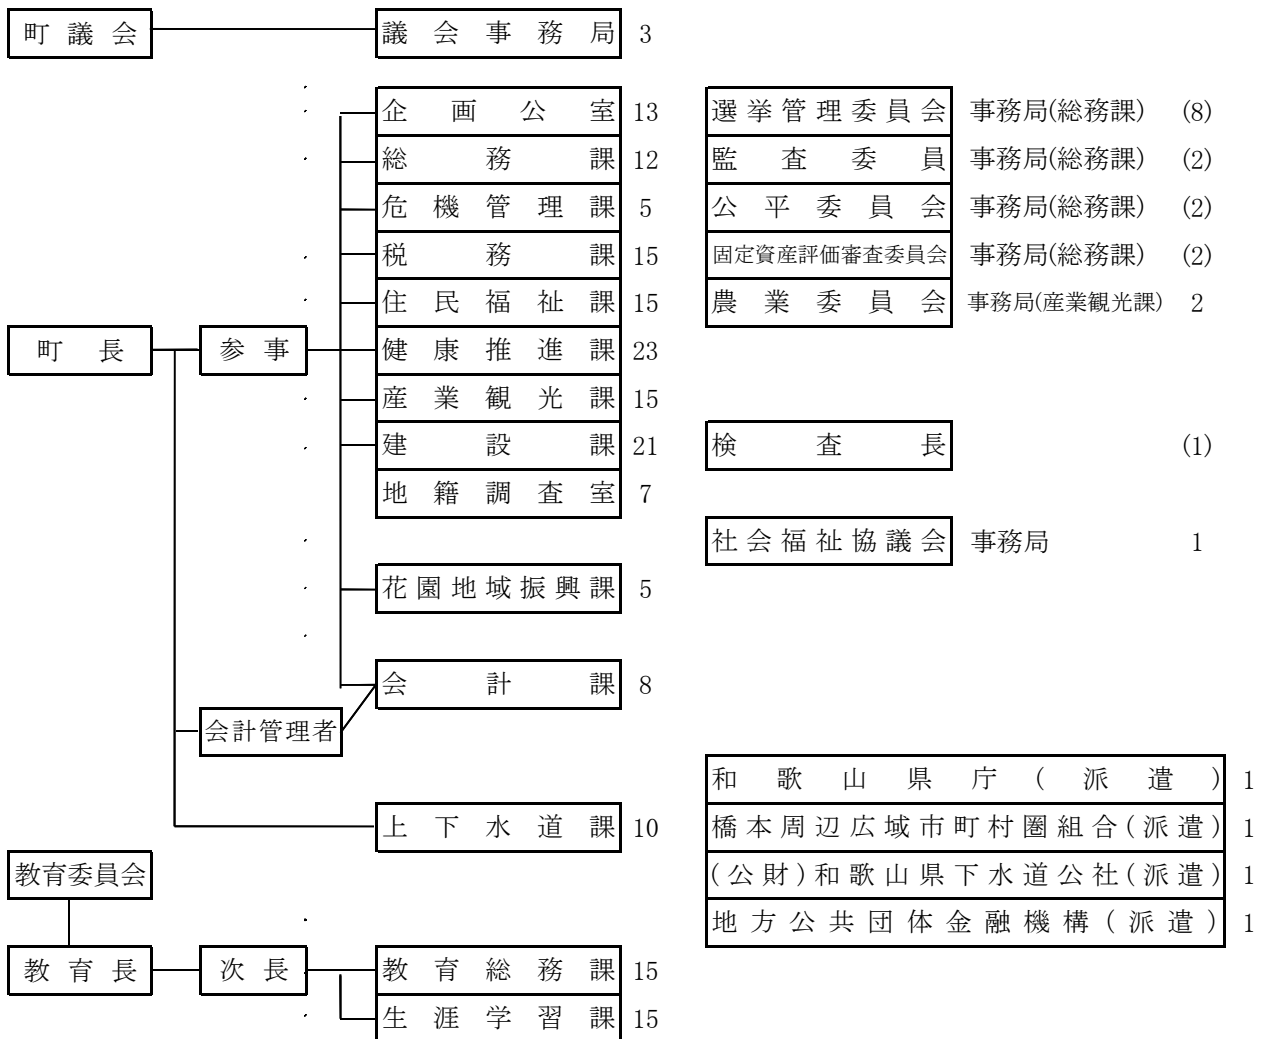 町議会 議会事務局 3
企画公室 13 選挙管理委員会 事務局(総務課) (8)
総務課 12 監査委員 事務局(総務課) (2)
危機管理課 5 公平委員会 事務局(総務課) (2)
税務課 15 固定資産評価審査委員会 事務局(総務課) (2)
住民福祉課 15 農業委員会 事務局(産業観光課) 2
町長 参事 健康推進課 23
産業観光課 15
建設課 21 検査長 (1)
地籍調査室 7
社会福祉協議会 事務局 1
花園地域振興課 5
会計課 8
会計管理者
和歌山県庁(派遣) 1
上下水道課 10 橋本周辺広域市町村圏組合(派遣) 1
教育委員会 (公財)和歌山県下水道公社(派遣) 1
地方公共団体金融機構(派遣) 1
教育長 次長 教育総務課 15
生涯学習課 15